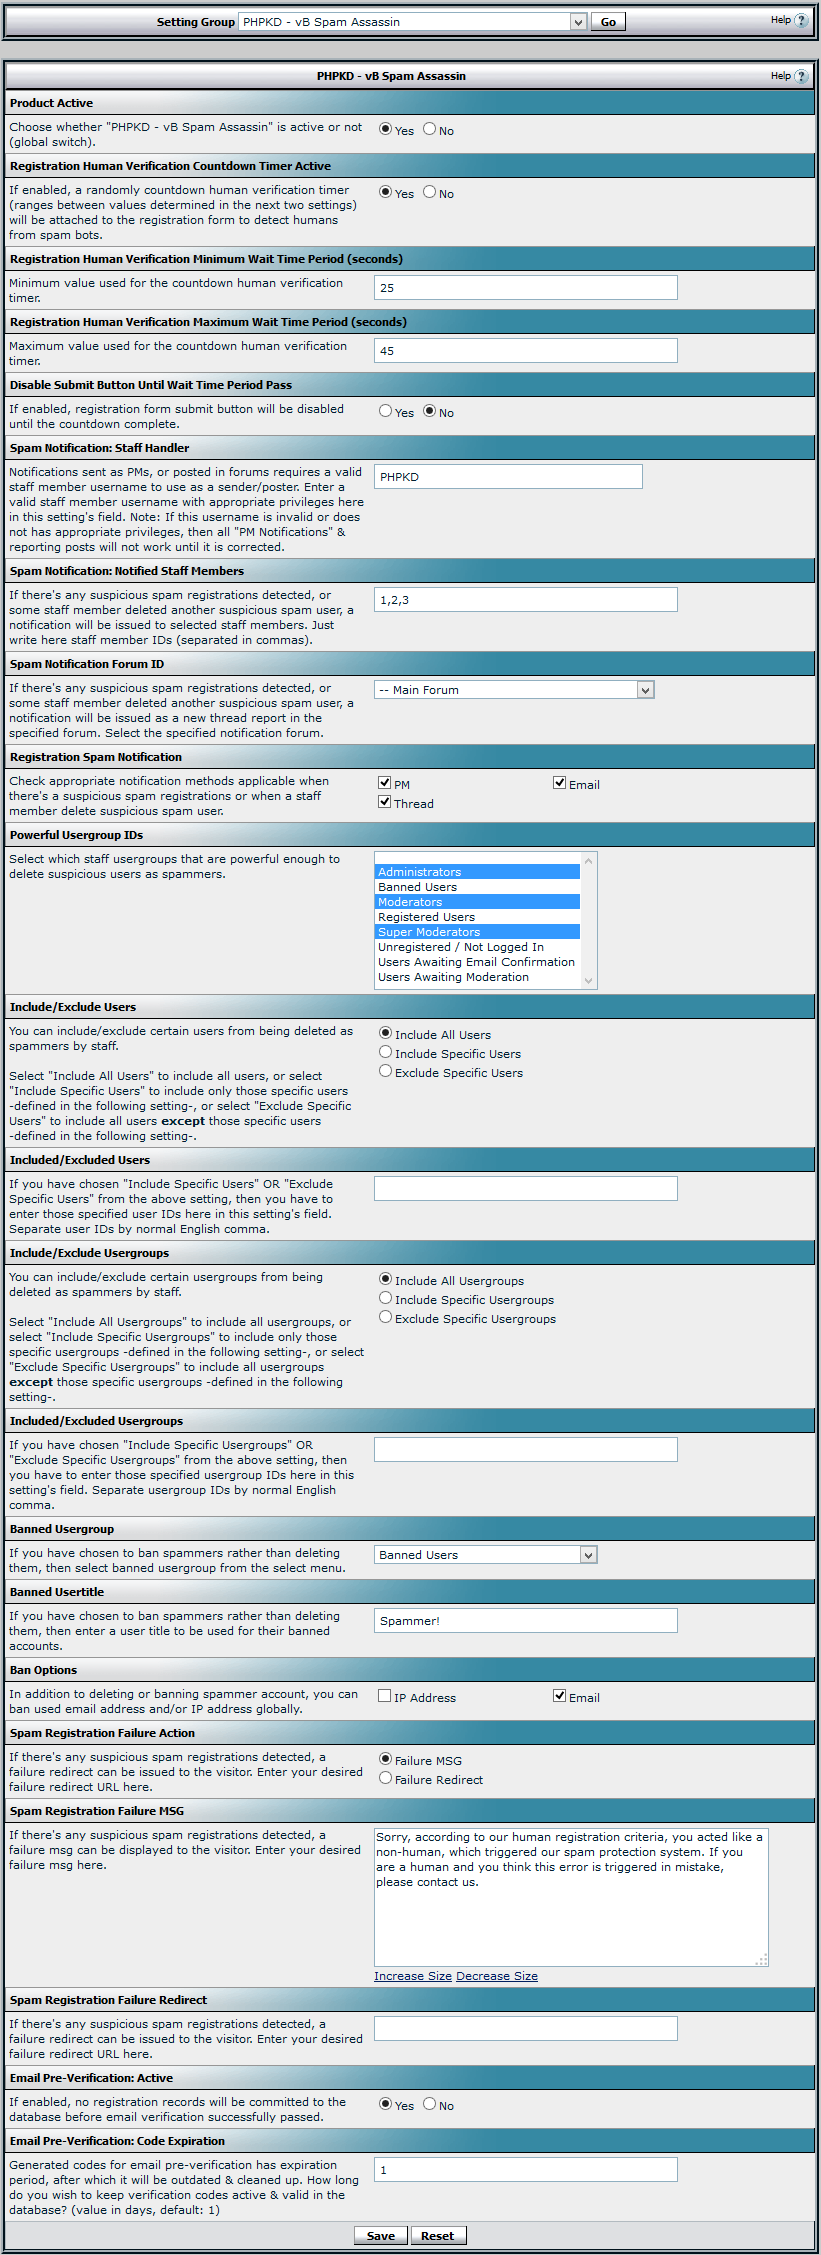 Setting Group PHPKD - vB Spam Assassin Go Help ?
PHPKD - vB Spam Assassin Help ?
Product Active
Choose whether "PHPKD - vB Spam Assassin" is active or not
(global switch).
Yes No
Registration Human Verification Countdown Timer Active
If enabled, a randomly countdown human verification timer
(ranges between values determined in the next two settings)
will be attached to the registration form to detect humans
from spam bots.
Yes No
Registration Human Verification Minimum Wait Time Period (seconds)
Minimum value used for the countdown human verification
timer.
25
Registration Human Verification Maximum Wait Time Period (seconds)
Maximum value used for the countdown human verification
timer.
45
Disable Submit Button Until Wait Time Period Pass
If enabled, registration form submit button will be disabled
until the countdown complete.
Yes No
Spam Notification: Staff Handler
Notifications sent as PMs, or posted in forums requires a valid
staff member username to use as a sender/poster. Enter a
valid staff member username with appropriate privileges here
in this setting's field. Note: If this username is invalid or does
not has appropriate privileges, then all "PM Notifications" &
reporting posts will not work until it is corrected.
PHPKD
Spam Notification: Notified Staff Members
If there's any suspicious spam registrations detected, or
some staff member deleted another suspicious spam user, a
notification will be issued to selected staff members. Just
write here staff member IDs (separated in commas).
1,2,3
Spam Notification Forum ID
If there's any suspicious spam registrations detected, or
some staff member deleted another suspicious spam user, a
notification will be issued as a new thread report in the
specified forum. Select the specified notification forum.
-- Main Forum
Registration Spam Notification
Check appropriate notification methods applicable when
there's a suspicious spam registrations or when a staff
member delete suspicious spam user.
PM Email
Thread
Powerful Usergroup IDs
Select which staff usergroups that are powerful enough to
delete suspicious users as spammers.
Administrators
Banned Users
Moderators
Registered Users
Super Moderators
Unregistered / Not Logged In
Users Awaiting Email Confirmation
Users Awaiting Moderation
Include/Exclude Users
You can include/exclude certain users from being deleted as
spammers by staff.
Select "Include All Users" to include all users, or select
"Include Specific Users" to include only those specific users
-defined in the following setting-, or select "Exclude Specific
Users" to include all users except those specific users
-defined in the following setting-.
Include All Users
Include Specific Users
Exclude Specific Users
Included/Excluded Users
If you have chosen "Include Specific Users" OR "Exclude
Specific Users" from the above setting, then you have to
enter those specified user IDs here in this setting's field.
Separate user IDs by normal English comma.
Include/Exclude Usergroups
You can include/exclude certain usergroups from being
deleted as spammers by staff.
Select "Include All Usergroups" to include all usergroups, or
select "Include Specific Usergroups" to include only those
specific usergroups -defined in the following setting-, or select
"Exclude Specific Usergroups" to include all usergroups
except those specific usergroups -defined in the following
setting-.
Include All Usergroups
Include Specific Usergroups
Exclude Specific Usergroups
Included/Excluded Usergroups
If you have chosen "Include Specific Usergroups" OR
"Exclude Specific Usergroups" from the above setting, then
you have to enter those specified usergroup IDs here in this
setting's field. Separate usergroup IDs by normal English
comma.
Banned Usergroup
If you have chosen to ban spammers rather than deleting
them, then select banned usergroup from the select menu.
Banned Users
Banned Usertitle
If you have chosen to ban spammers rather than deleting
them, then enter a user title to be used for their banned
accounts.
Spammer!
Ban Options
In addition to deleting or banning spammer account, you can
ban used email address and/or IP address globally.
IP Address Email
Spam Registration Failure Action
If there's any suspicious spam registrations detected, a
failure redirect can be issued to the visitor. Enter your desired
failure redirect URL here.
Failure MSG
Failure Redirect
Spam Registration Failure MSG
If there's any suspicious spam registrations detected, a
failure msg can be displayed to the visitor. Enter your desired
failure msg here.
Sorry, according to our human registration criteria, you acted like a
non-human, which triggered our spam protection system. If you
are a human and you think this error is triggered in mistake,
please contact us.
Increase Size Decrease Size
Spam Registration Failure Redirect
If there's any suspicious spam registrations detected, a
failure redirect can be issued to the visitor. Enter your desired
failure redirect URL here.
Email Pre-Verification: Active
If enabled, no registration records will be committed to the
database before email verification successfully passed.
Yes No
Email Pre-Verification: Code Expiration
Generated codes for email pre-verification has expiration
period, after which it will be outdated & cleaned up. How long
do you wish to keep verification codes active & valid in the
database? (value in days, default: 1)
1
Save Reset